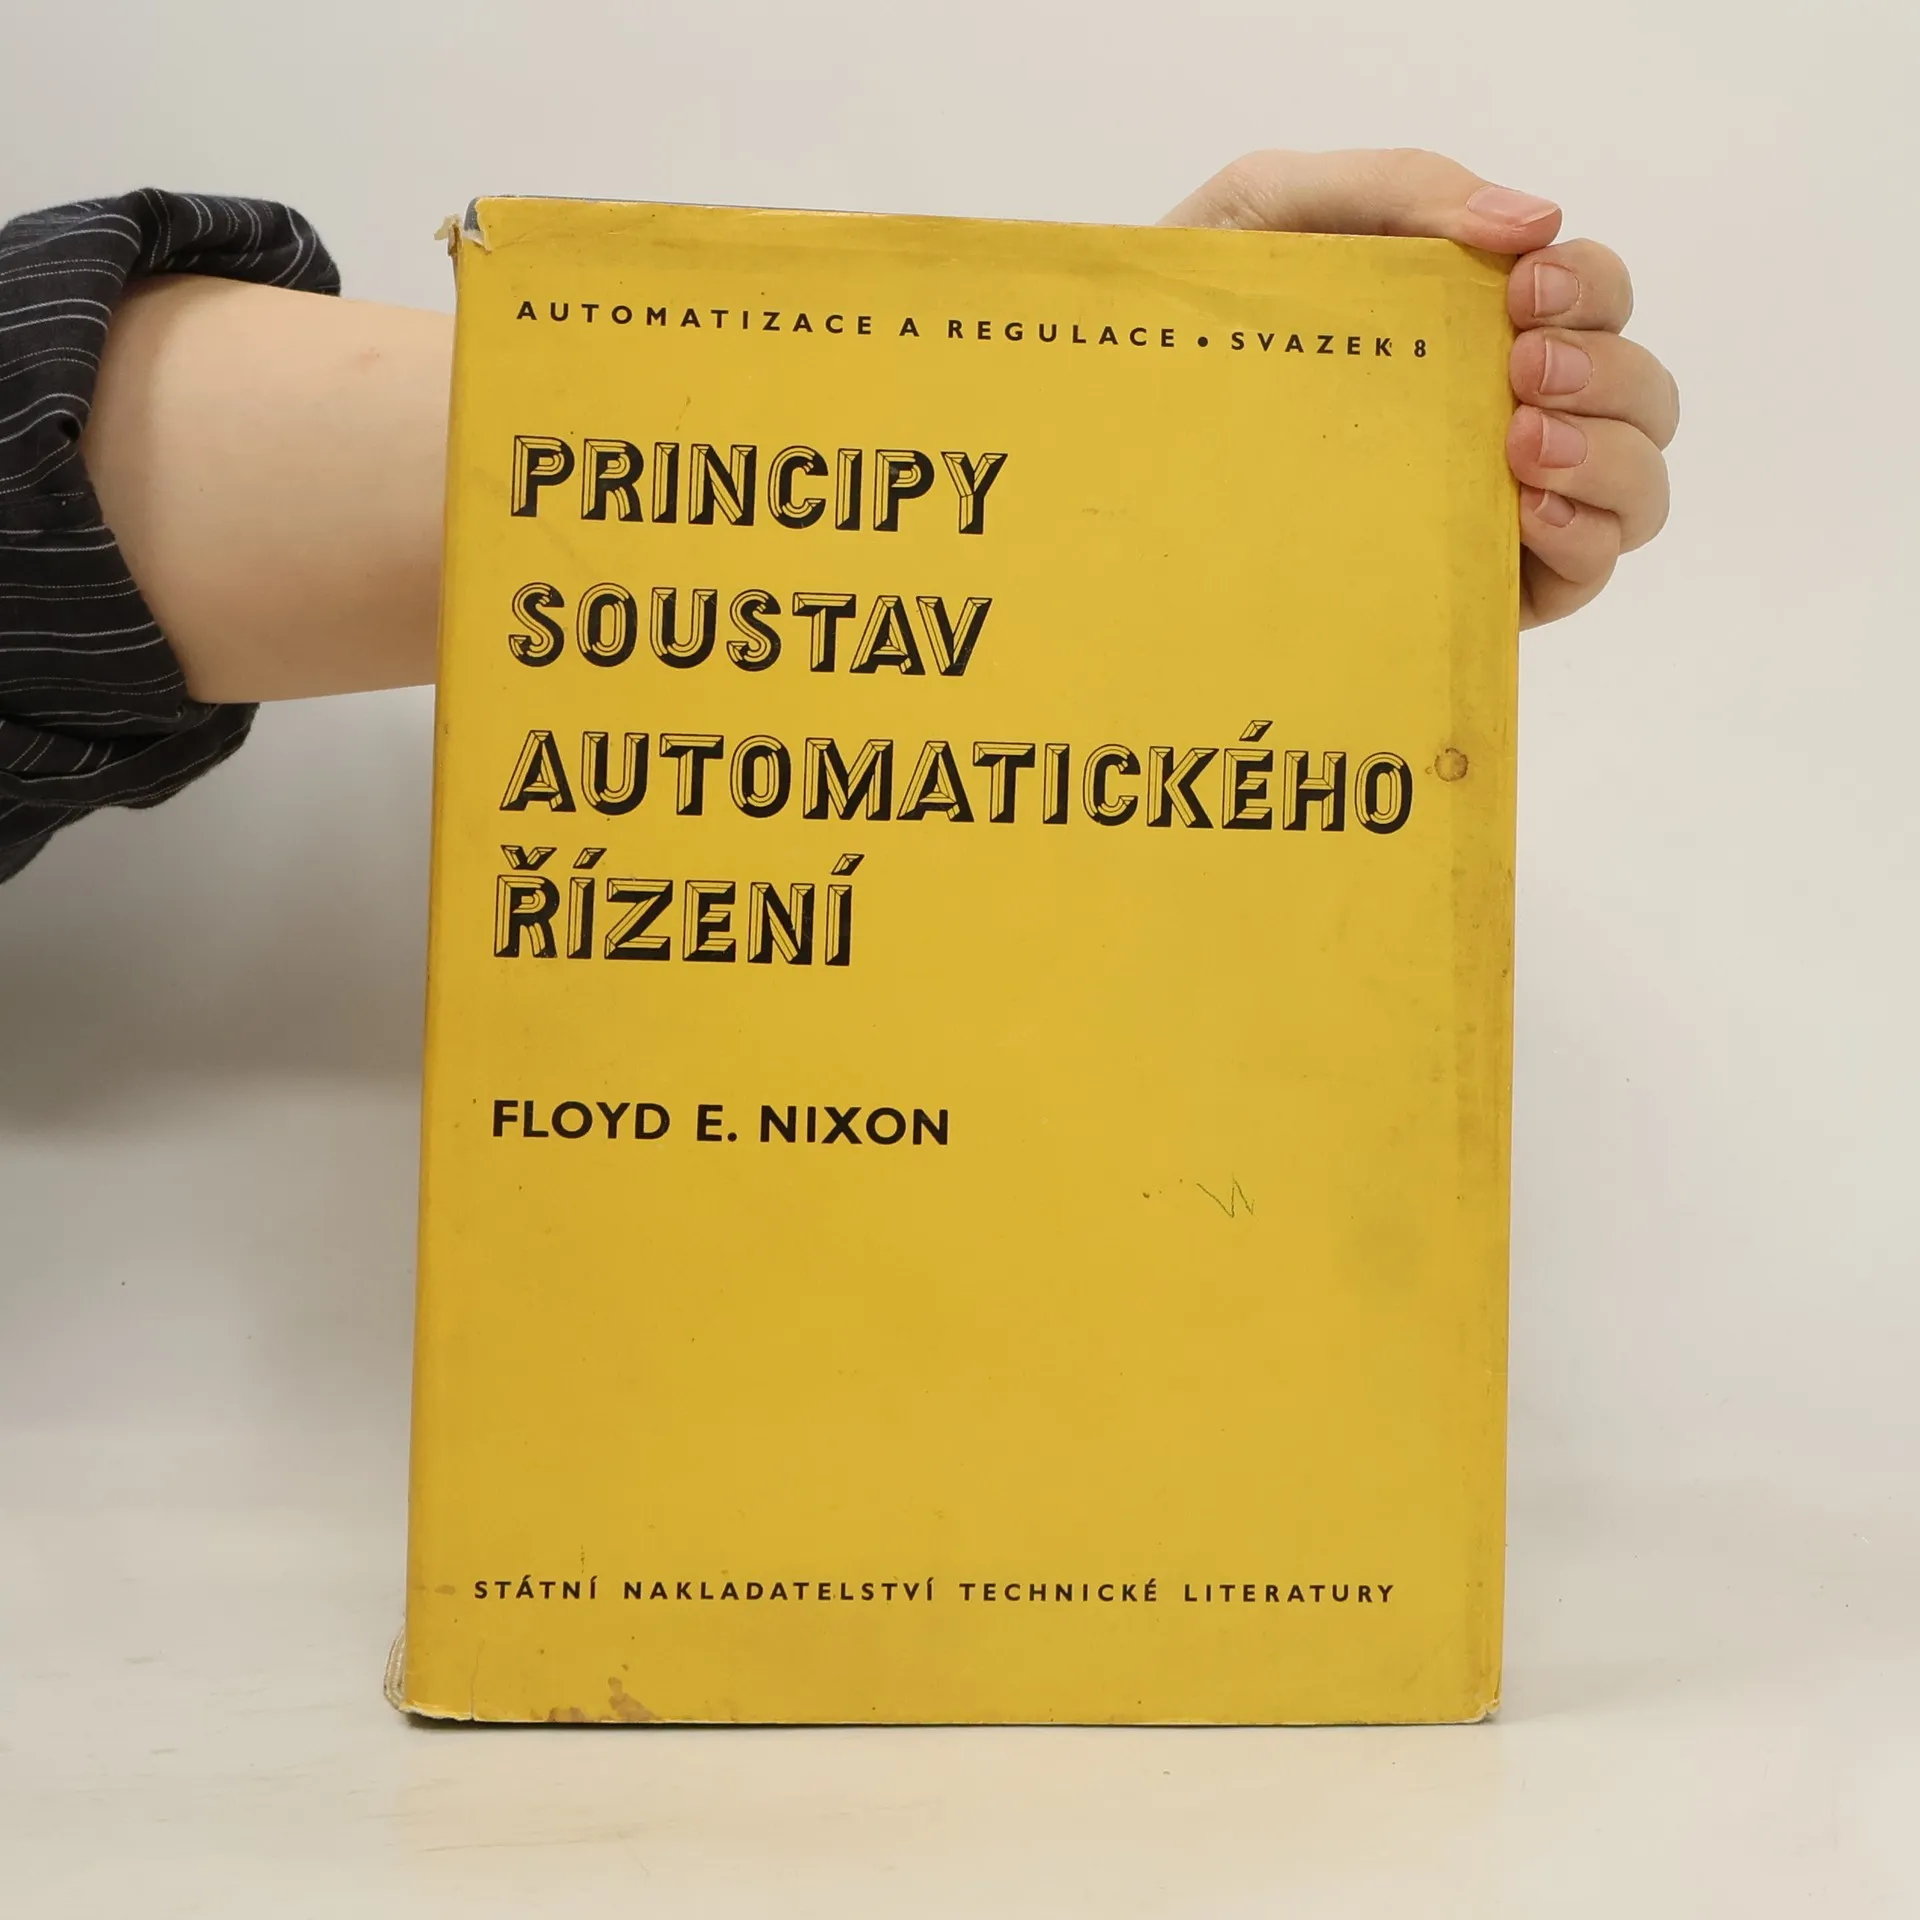 AUTOMATIZACE A REGULACE • SVAZEK 8
PRINCIPY
SOUSTAV
AUTOMATICKÉHO
ŘÍZENÍ
FLOYD E. NIXON
STÁTNÍ NAKLADATELSTVÍ TECHNICKÉ LITERATURY